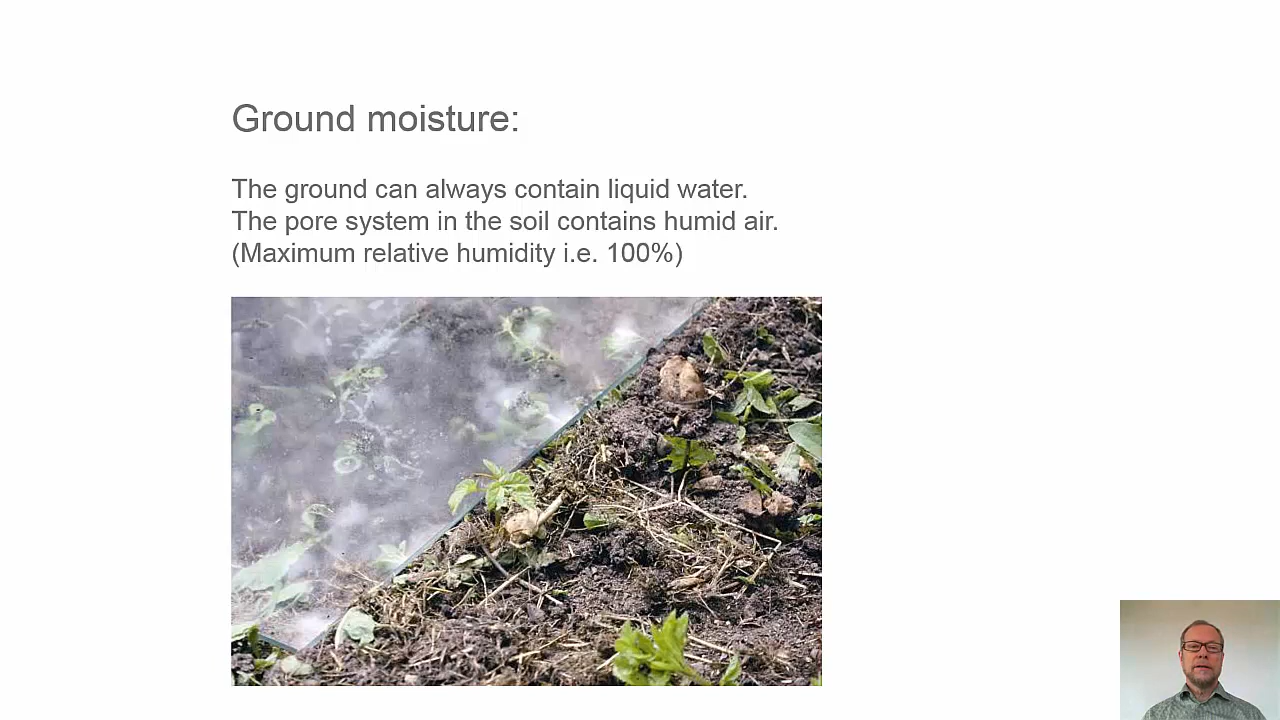 Ground moisture:
The ground can always contain liquid water.
The pore system in the soil contains humid air.
(Maximum relative humidity i.e. 100%)